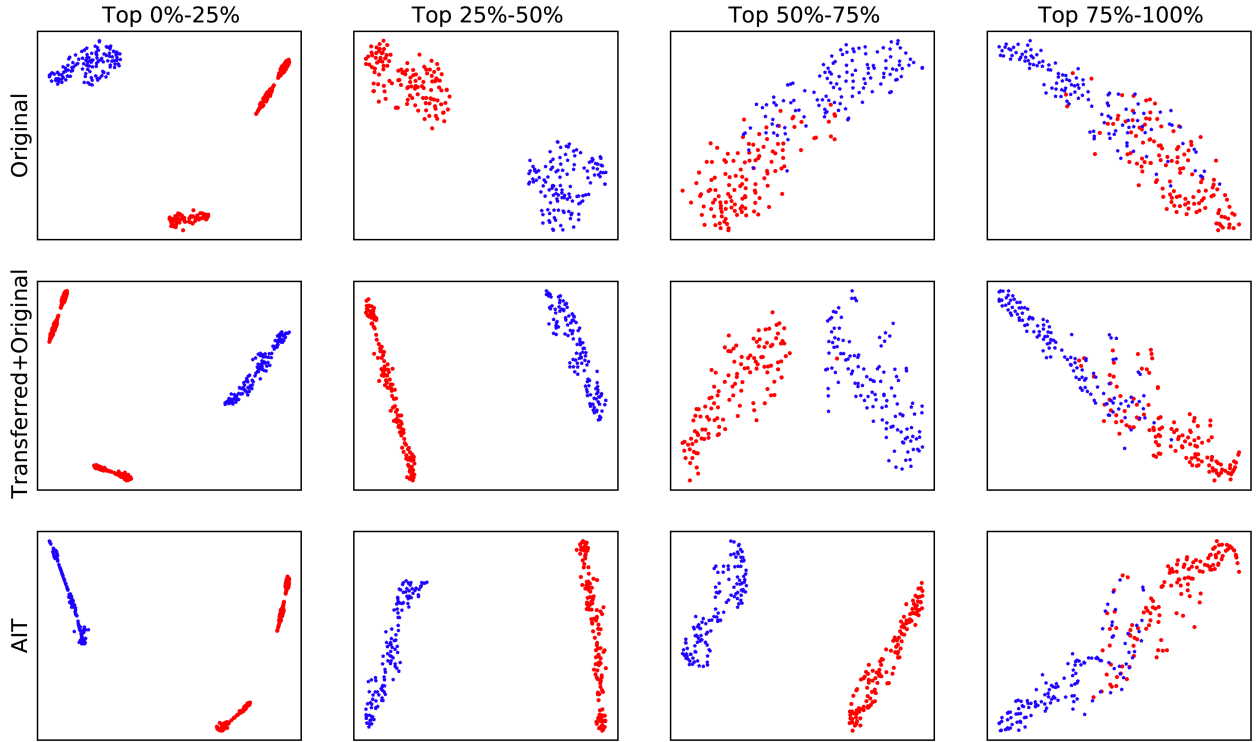 Top 0%-25%
Top 25%-50%
Top 50%-75%
Top 75%-100%
Original
Transferred+Original
AIT